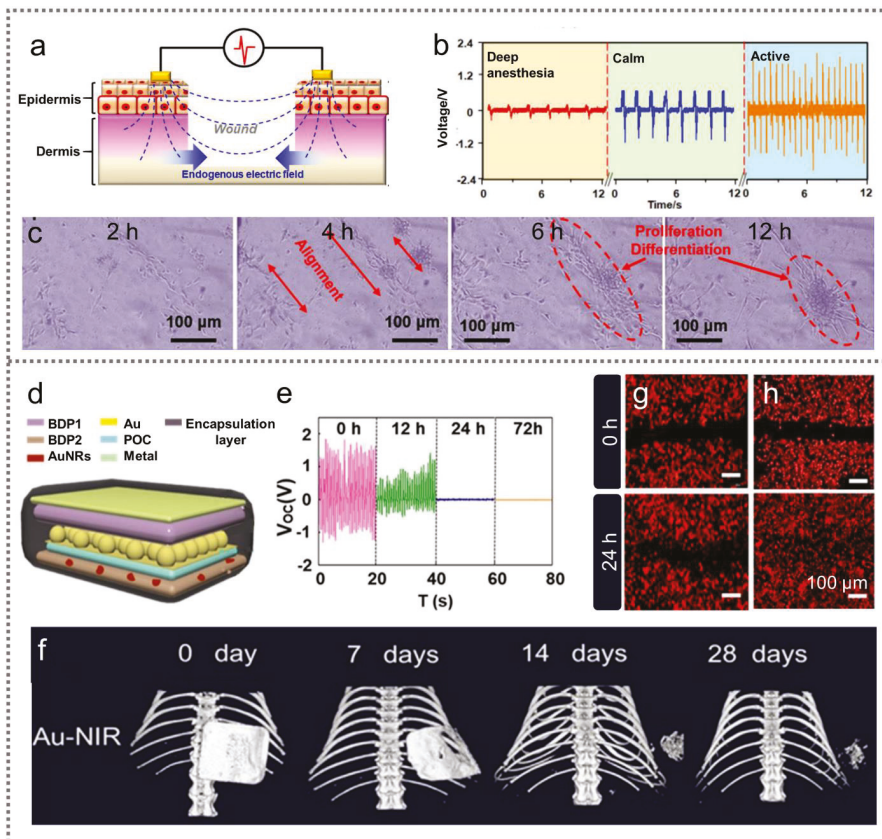 a
Epidermis
Dermis
Wound
Endogenous electric field
b
Voltage/V
2.4
1.2
0
-1.2
-2.4
Deep
anesthesia
Calm
Active
0 6 12 0 6 12 0 6 12
Time/s
c
2 h
100 µm
4 h
Alignment
100 µm
6 h
100 µm
Proliferation
Differentiation
12 h
100 µm
d
BDP1
BDP2
AuNRs
Au
POC
Metal
Encapsulation
layer
e
VOC(V)
2
1
0
-1
-2
0 h 12 h 24 h 72h
0 20 40 60 80
T (s)
g
h
0 h
24 h
100 µm
f
0 day
7 days
14 days
28 days
Au-NIR